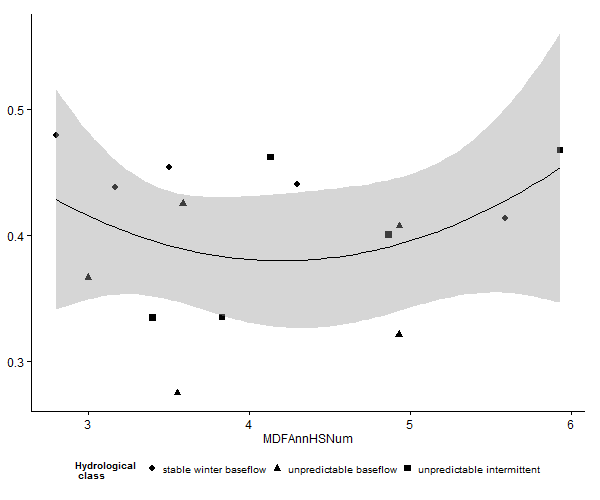 0.5
0.4
0.3
3 4 5 6
MDFAnnHSNum
Hydrological stable winter baseflow unpredictable baseflow unpredictable intermittent
class